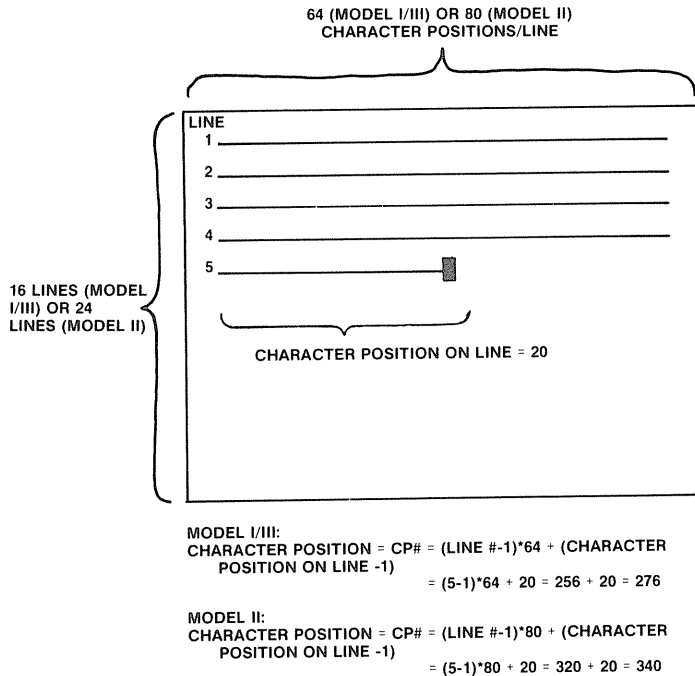 64 (MODEL I/III) OR 80 (MODEL II)
CHARACTER POSITIONS/LINE
LINE
1
2
3
4
5
16 LINES (MODEL
I/III) OR 24
LINES (MODEL II)
CHARACTER POSITION ON LINE = 20
MODEL I/III:
CHARACTER POSITION = CP# = (LINE #-1)*64 + (CHARACTER
POSITION ON LINE -1)
= (5-1)*64 + 20 = 256 + 20 = 276
MODEL II:
CHARACTER POSITION = CP# = (LINE #-1)*80 + (CHARACTER
POSITION ON LINE -1)
= (5-1)*80 + 20 = 320 + 20 = 340